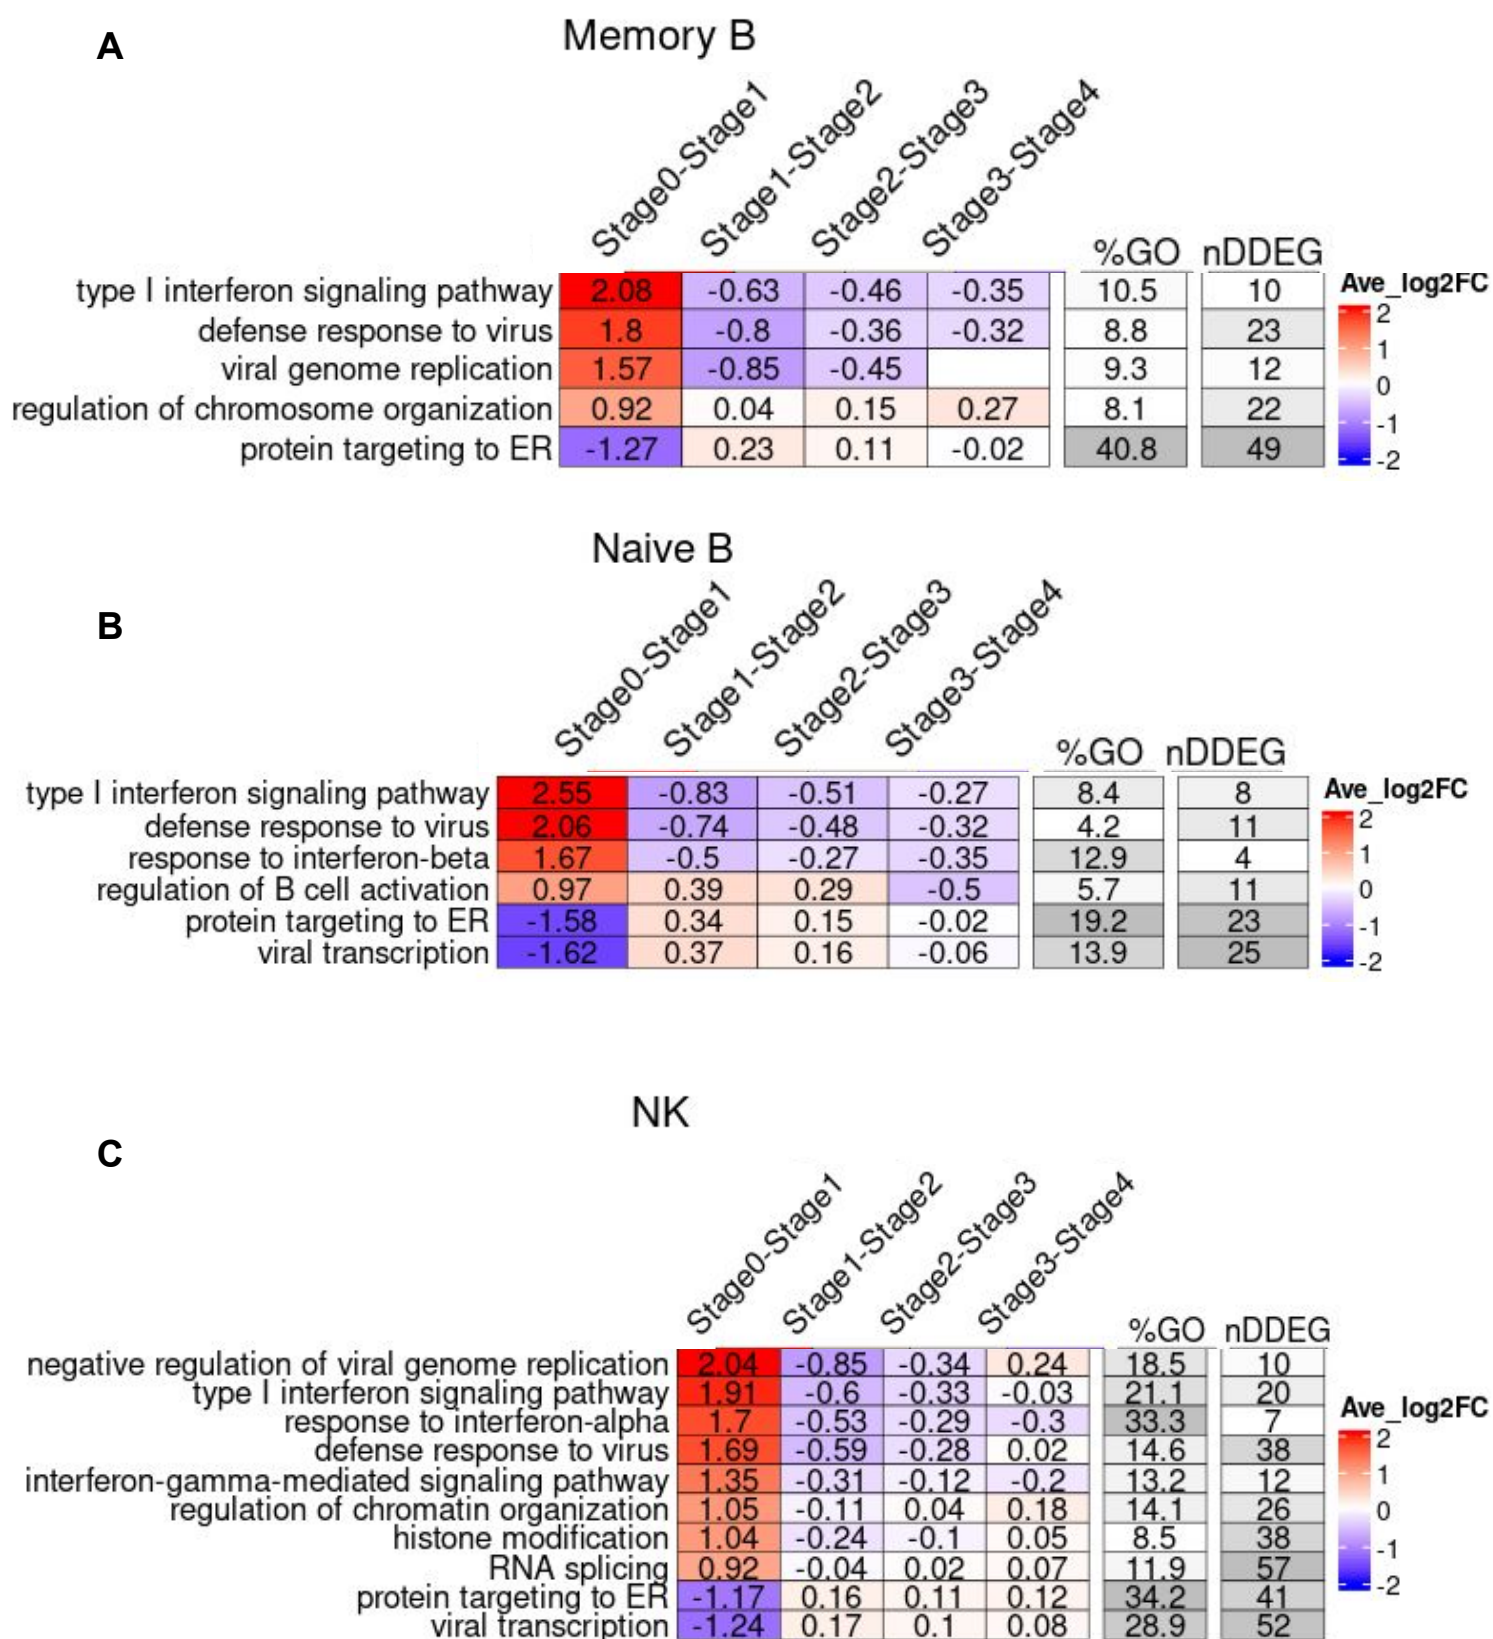 A
Memory B
Stage0-Stage1 Stage1-Stage2 Stage2-Stage3 Stage3-Stage4
%GO nDDEG
type I interferon signaling pathway 2.08 -0.63 -0.46 -0.35 10.5 10
defense response to virus 1.8 -0.8 -0.36 -0.32 8.8 23
viral genome replication 1.57 -0.85 -0.45 9.3 12
regulation of chromosome organization 0.92 0.04 0.15 0.27 8.1 22
protein targeting to ER -1.27 0.23 0.11 -0.02 40.8 49
Ave_log2FC
2
1
0
-1
-2
Naive B
B
Stage0-Stage1 Stage1-Stage2 Stage2-Stage3 Stage3-Stage4
%GO nDDEG
type I interferon signaling pathway 2.55 -0.83 -0.51 -0.27 8.4 8
defense response to virus 2.06 -0.74 -0.48 -0.32 4.2 11
response to interferon-beta 1.67 -0.5 -0.27 -0.35 12.9 4
regulation of B cell activation 0.97 0.39 0.29 -0.5 5.7 11
protein targeting to ER -1.58 0.34 0.15 -0.02 19.2 23
viral transcription -1.62 0.37 0.16 -0.06 13.9 25
Ave_log2FC
2
1
0
-1
-2
NK
C
Stage0-Stage1 Stage1-Stage2 Stage2-Stage3 Stage3-Stage4
%GO nDDEG
negative regulation of viral genome replication 2.04 -0.85 -0.34 0.24 18.5 10
type I interferon signaling pathway 1.91 -0.6 -0.33 -0.03 21.1 20
response to interferon-alpha 1.7 -0.53 -0.29 -0.3 33.3 7
defense response to virus 1.69 -0.59 -0.28 0.02 14.6 38
interferon-gamma-mediated signaling pathway 1.35 -0.31 -0.12 -0.2 13.2 12
regulation of chromatin organization 1.05 -0.11 0.04 0.18 14.1 26
histone modification 1.04 -0.24 -0.1 0.05 8.5 38
RNA splicing 0.92 -0.04 0.02 0.07 11.9 57
protein targeting to ER -1.17 0.16 0.11 0.12 34.2 41
viral transcription -1.24 0.17 0.1 0.08 28.9 52
Ave_log2FC
2
1
0
-1
-2